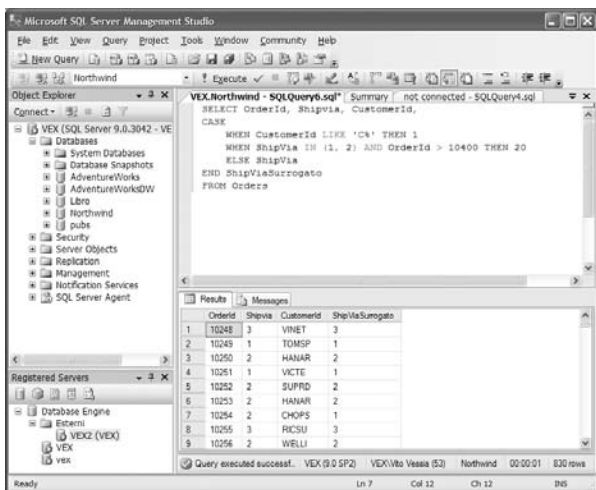 Microsoft SQL Server Management Studio
File Edit View Query Project Tools Window Community Help
New Query
Northwind
Execute
Object Explorer
Connect
VEX (SQL Server 9.0.3042 - VE
Databases
System Databases
Database Snapshots
AdventureWorks
AdventureWorksDW
Libro
Northwind
pubs
Security
Server Objects
Replication
Management
Notification Services
SQL Server Agent
Registered Servers
Database Engine
Esterni
VEX2 (VEX)
VEX
vex
VEX.Northwind - SQLQuery6.sql* Summary not connected - SQLQuery4.sql
SELECT OrderId, Shipvia, CustomerId,
CASE
WHEN CustomerId LIKE 'C%' THEN 1
WHEN ShipVia IN (1, 2) AND OrderId > 10400 THEN 20
ELSE ShipVia
END ShipViaSurrogato
FROM Orders
Results Messages
OrderId Shipvia CustomerId ShipViaSurrogato
1 10248 3 VINET 3
2 10249 1 TOMSP 1
3 10250 2 HANAR 2
4 10251 1 VICTE 1
5 10252 2 SUPRD 2
6 10253 2 HANAR 2
7 10254 2 CHOPS 1
8 10255 3 RICSU 3
9 10256 2 WELLI 2
Query executed successf.. VEX (9.0 SP2) VEX\Vito Vessia (53) Northwind 00:00:01 830 rows
Ready Ln 7 Col 12 Ch 12 INS